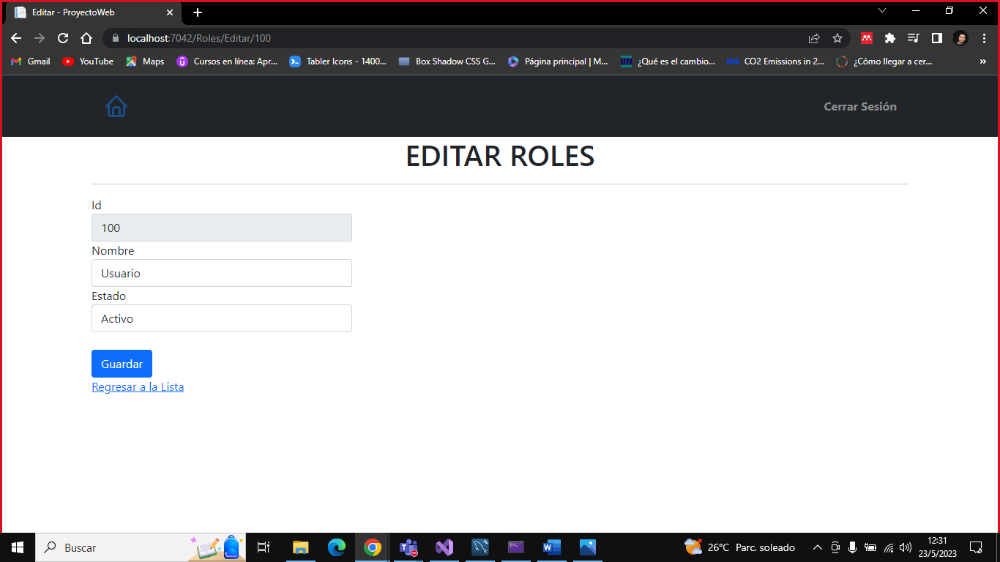 Editar - ProyectoWeb
localhost:7042/Roles/Editar/100
Gmail
YouTube
Maps
Cursos en línea: Apr...
Tabler Icons - 1400...
Box Shadow CSS G...
Página principal | M...
UN
¿Qué es el cambio...
CO2 Emissions in 2...
¿Cómo llegar a cer...
»
Cerrar Sesión
EDITAR ROLES
Id
100
Nombre
Usuario
Estado
Activo
Guardar
Regresar a la Lista
Buscar
26°C Parc. soleado
12:31
23/5/2023